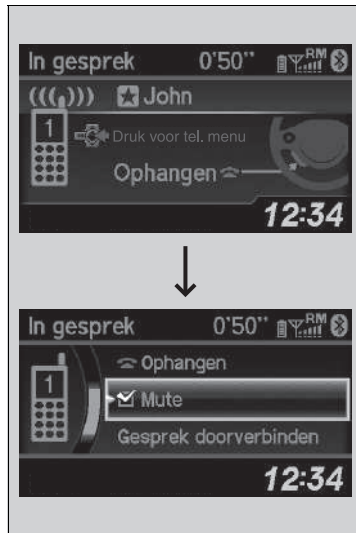 In gesprek 0'50" RM
John
1
Druk voor tel. menu
Ophangen
12:34
In gesprek 0'50" RM
Ophangen
1
Mute
Gesprek doorverbinden
12:34